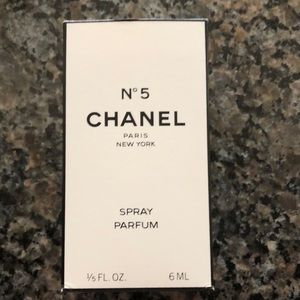 N° 5
CHANEL
PARIS
NEW YORK
SPRAY
PARFUM
1/5 FL. OZ. 6 ML